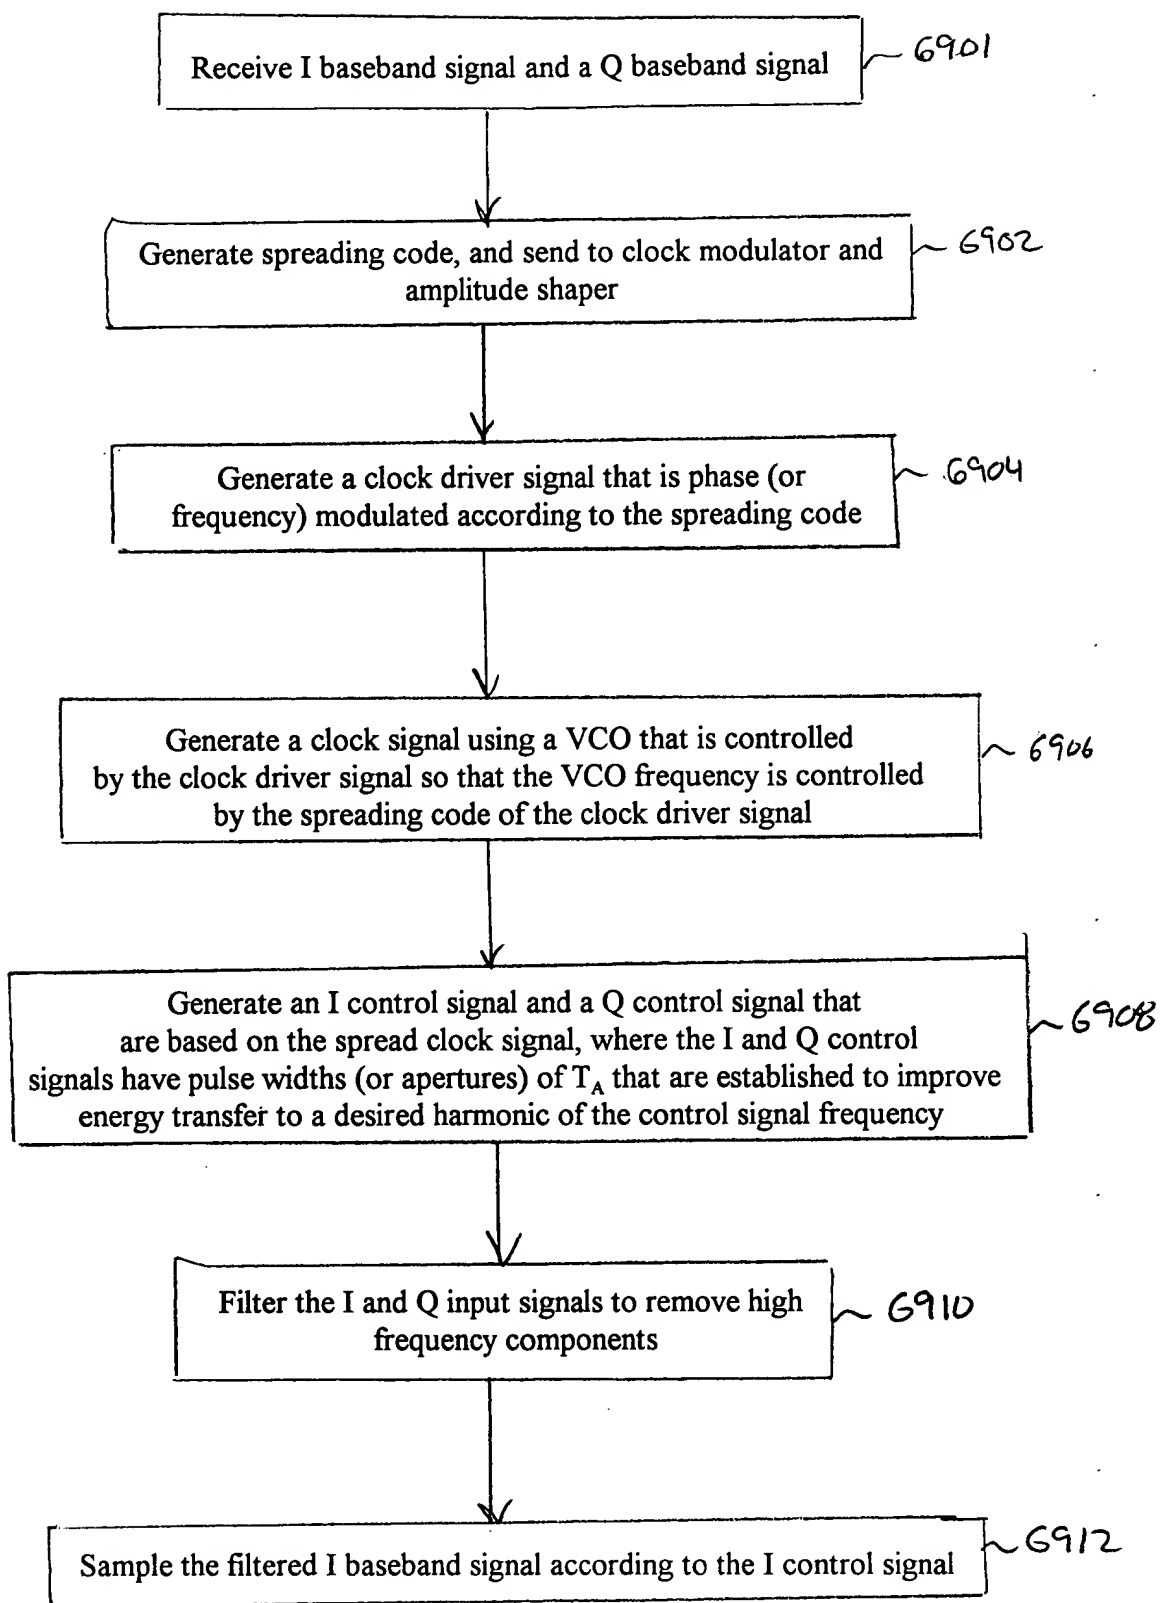 Receive I baseband signal and a Q baseband signal
6901
Generate spreading code, and send to clock modulator and
amplitude shaper
6902
Generate a clock driver signal that is phase (or
frequency) modulated according to the spreading code
6904
Generate a clock signal using a VCO that is controlled
by the clock driver signal so that the VCO frequency is controlled
by the spreading code of the clock driver signal
6906
Generate an I control signal and a Q control signal that
are based on the spread clock signal, where the I and Q control
signals have pulse widths (or apertures) of T_A that are established to improve
energy transfer to a desired harmonic of the control signal frequency
6908
Filter the I and Q input signals to remove high
frequency components
6910
Sample the filtered I baseband signal according to the I control signal
6912